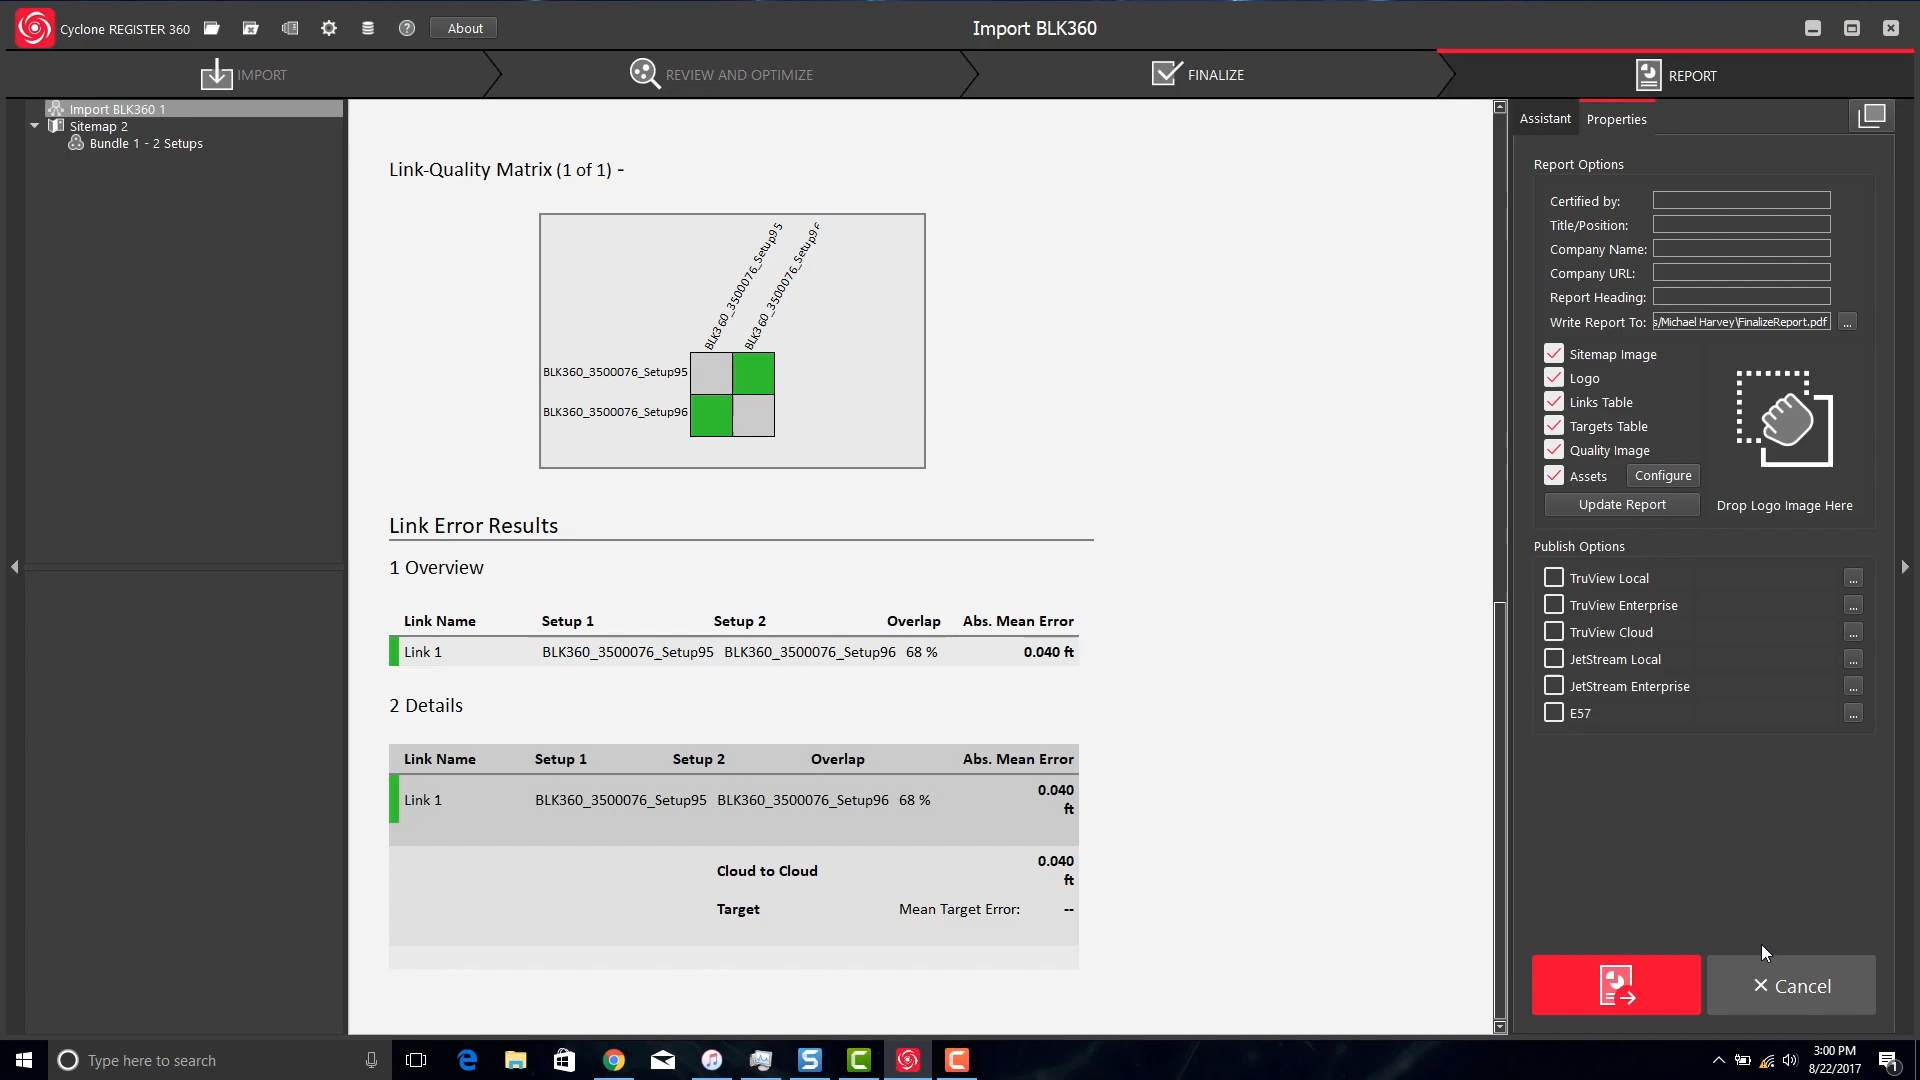 Cyclone REGISTER 360
About
Import BLK360
IMPORT
REVIEW AND OPTIMIZE
FINALIZE
REPORT
Import BLK360 1
Sitemap 2
Bundle 1 - 2 Setups
Link-Quality Matrix (1 of 1) -
BLK360_3500076_Setup95
BLK360_3500076_Setup96
BLK360_3500076_Setup95
BLK360_3500076_Setup96
Link Error Results
1 Overview
Link Name Setup 1 Setup 2 Overlap Abs. Mean Error
Link 1 BLK360_3500076_Setup95 BLK360_3500076_Setup96 68 % 0.040 ft
2 Details
Link Name Setup 1 Setup 2 Overlap Abs. Mean Error
Link 1 BLK360_3500076_Setup95 BLK360_3500076_Setup96 68 % 0.040
ft
Cloud to Cloud 0.040
ft
Target Mean Target Error: --
Assistant Properties
Report Options
Certified by:
Title/Position:
Company Name:
Company URL:
Report Heading:
Write Report To: s/Michael Harvey\FinalizeReport.pdf ...
Sitemap Image
Logo
Links Table
Targets Table
Quality Image
Assets Configure
Update Report
Drop Logo Image Here
Publish Options
TruView Local ...
TruView Enterprise ...
TruView Cloud ...
JetStream Local ...
JetStream Enterprise ...
E57 ...
Cancel
Type here to search
3:00 PM
8/22/2017
1